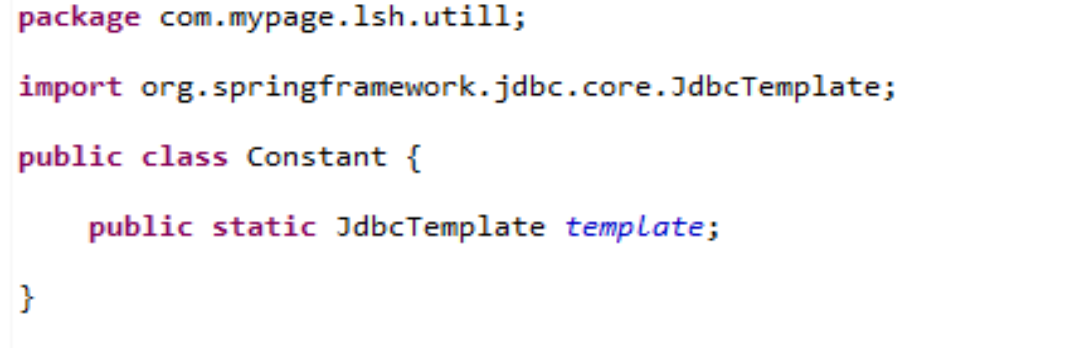 package com.mypage.lsh.utill;
import org.springframework.jdbc.core.JdbcTemplate;
public class Constant {
public static JdbcTemplate template;
}